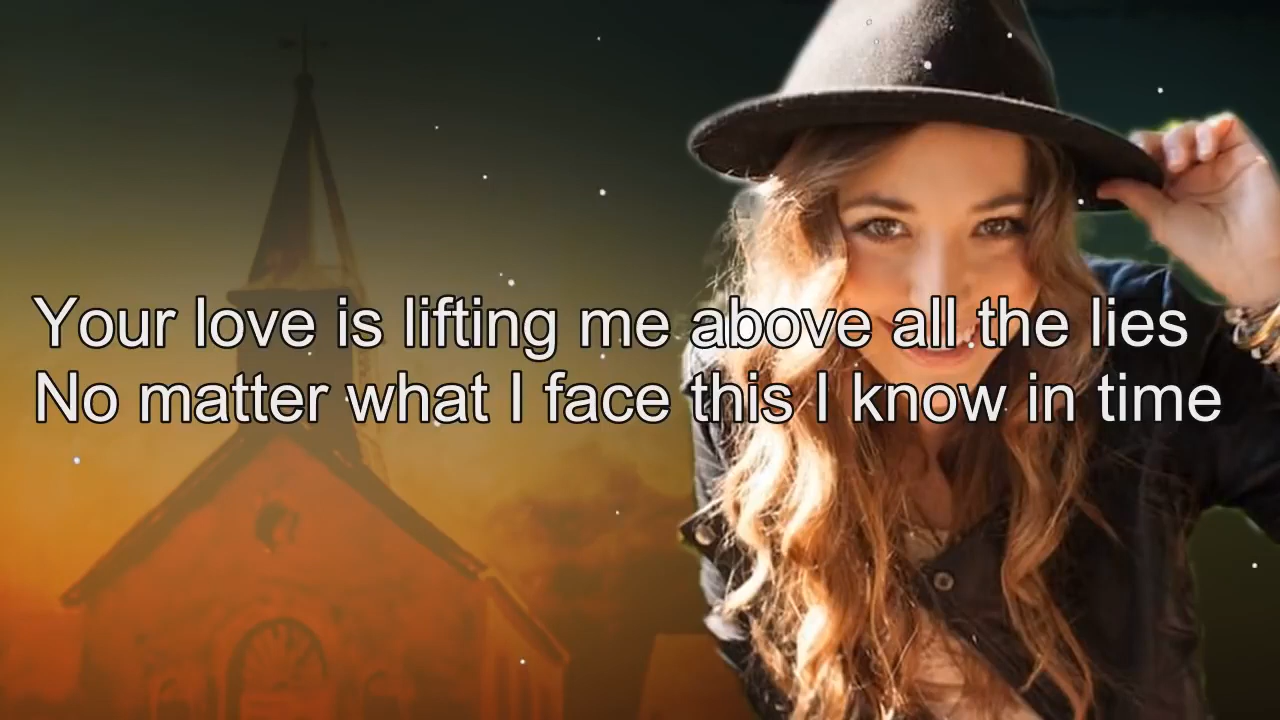 Your love is lifting me above all the lies
No matter what I face this I know in time